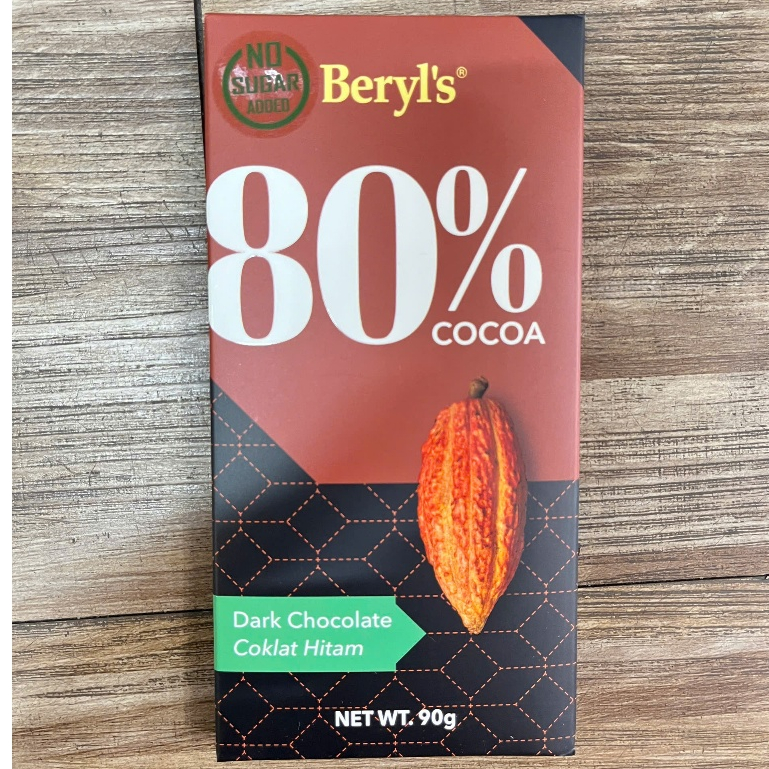 NO
SUGAR
ADDED
Beryl's®
80%
COCOA
Dark Chocolate
Coklat Hitam
NET WT. 90g